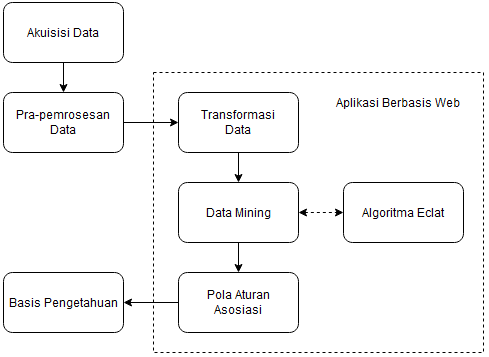 Akuisisi Data
Aplikasi Berbasis Web
Pra-pemrosesan
Data
Transformasi
Data
Data Mining
Algoritma Eclat
Basis Pengetahuan
Pola Aturan
Asosiasi